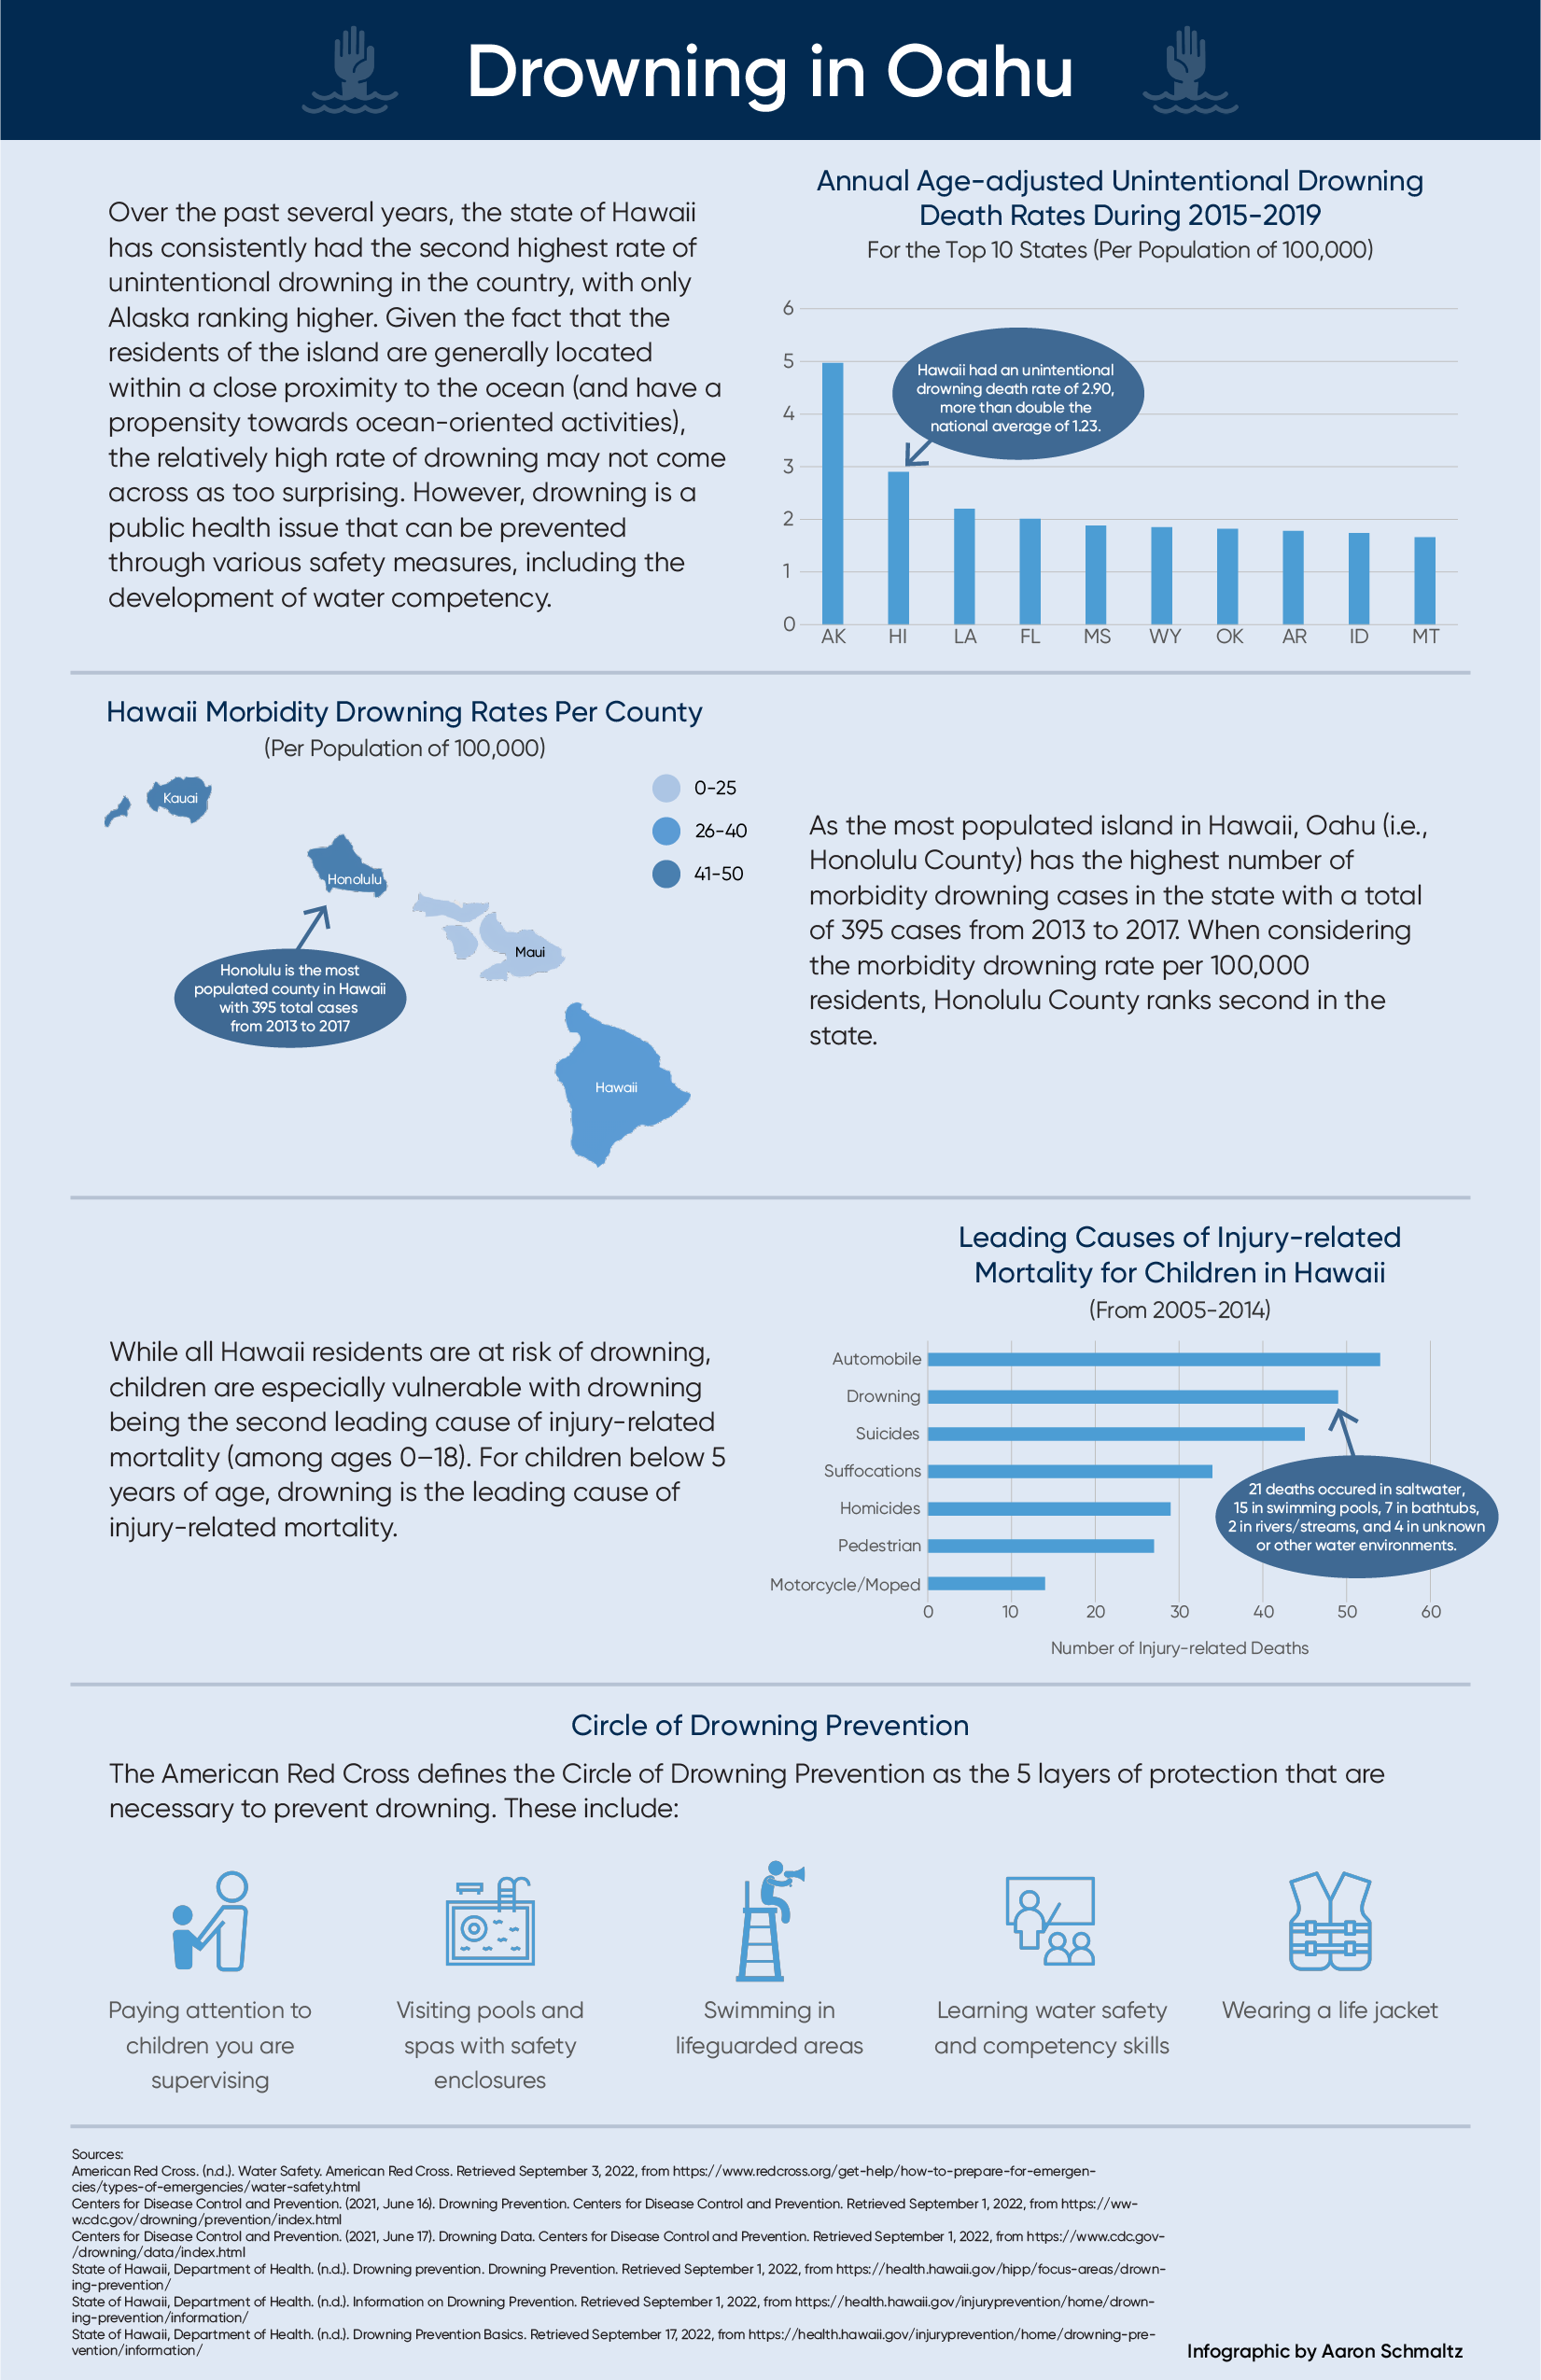 Drowning in Oahu
Over the past several years, the state of Hawaii
has consistently had the second highest rate of
unintentional drowning in the country, with only
Alaska ranking higher. Given the fact that the
residents of the island are generally located
within a close proximity to the ocean (and have a
propensity towards ocean-oriented activities),
the relatively high rate of drowning may not come
across as too surprising. However, drowning is a
public health issue that can be prevented
through various safety measures, including the
development of water competency.
Annual Age-adjusted Unintentional Drowning
Death Rates During 2015-2019
For the Top 10 States (Per Population of 100,000)
6
5
4
3
2
1
0
Hawaii had an unintentional
drowning death rate of 2.90,
more than double the
national average of 1.23.
AK HI LA FL MS WY OK AR ID MT
Hawaii Morbidity Drowning Rates Per County
(Per Population of 100,000)
0-25
26-40
41-50
Kauai
Honolulu
Maui
Hawaii
Honolulu is the most
populated county in Hawaii
with 395 total cases
from 2013 to 2017
As the most populated island in Hawaii, Oahu (i.e.,
Honolulu County) has the highest number of
morbidity drowning cases in the state with a total
of 395 cases from 2013 to 2017. When considering
the morbidity drowning rate per 100,000
residents, Honolulu County ranks second in the
state.
While all Hawaii residents are at risk of drowning,
children are especially vulnerable with drowning
being the second leading cause of injury-related
mortality (among ages 0–18). For children below 5
years of age, drowning is the leading cause of
injury-related mortality.
Leading Causes of Injury-related
Mortality for Children in Hawaii
(From 2005-2014)
Automobile
Drowning
Suicides
Suffocations
Homicides
Pedestrian
Motorcycle/Moped
21 deaths occured in saltwater,
15 in swimming pools, 7 in bathtubs,
2 in rivers/streams, and 4 in unknown
or other water environments.
0 10 20 30 40 50 60
Number of Injury-related Deaths
Circle of Drowning Prevention
The American Red Cross defines the Circle of Drowning Prevention as the 5 layers of protection that are
necessary to prevent drowning. These include:
Paying attention to
children you are
supervising
Visiting pools and
spas with safety
enclosures
Swimming in
lifeguarded areas
Learning water safety
and competency skills
Wearing a life jacket
Sources:
American Red Cross. (n.d.). Water Safety. American Red Cross. Retrieved September 3, 2022, from https://www.redcross.org/get-help/how-to-prepare-for-emergen-
cies/types-of-emergencies/water-safety.html
Centers for Disease Control and Prevention. (2021, June 16). Drowning Prevention. Centers for Disease Control and Prevention. Retrieved September 1, 2022, from https://ww-
w.cdc.gov/drowning/prevention/index.html
Centers for Disease Control and Prevention. (2021, June 17). Drowning Data. Centers for Disease Control and Prevention. Retrieved September 1, 2022, from https://www.cdc.gov-
/drowning/data/index.html
State of Hawaii, Department of Health. (n.d.). Drowning prevention. Drowning Prevention. Retrieved September 1, 2022, from https://health.hawaii.gov/hipp/focus-areas/drown-
ing-prevention/
State of Hawaii, Department of Health. (n.d.). Information on Drowning Prevention. Retrieved September 1, 2022, from https://health.hawaii.gov/injuryprevention/home/drown-
ing-prevention/information/
State of Hawaii, Department of Health. (n.d.). Drowning Prevention Basics. Retrieved September 17, 2022, from https://health.hawaii.gov/injuryprevention/home/drowning-pre-
vention/information/
Infographic by Aaron Schmaltz